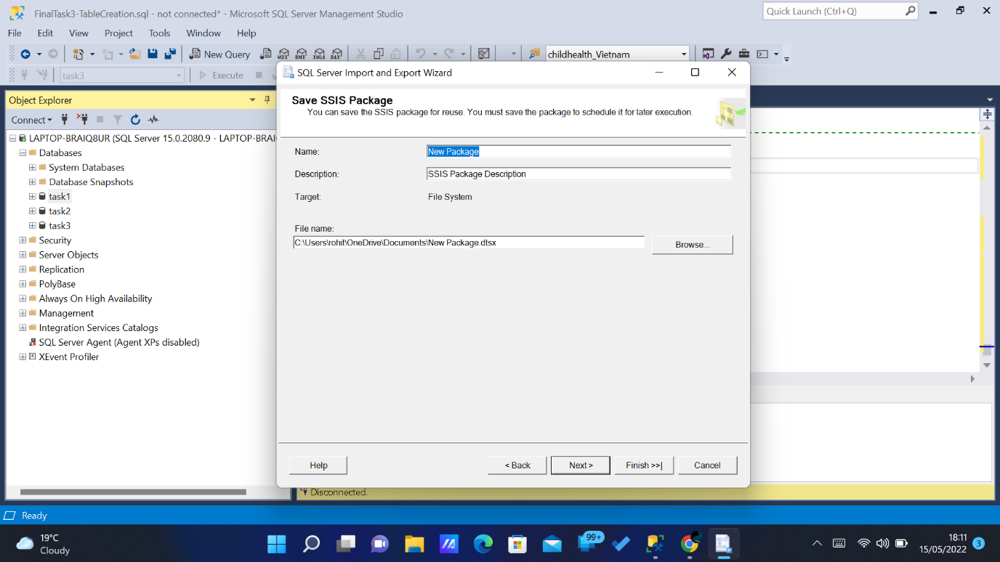 FinalTask3-TableCreation.sql - not connected* - Microsoft SQL Server Management Studio
Quick Launch (Ctrl+Q)
File Edit View Project Tools Window Help
New Query
MDX DMX XMLA DAX
childhealth_Vietnam
task3
Execute
SQL Server Import and Export Wizard
Object Explorer
Save SSIS Package
You can save the SSIS package for reuse. You must save the package to schedule it for later execution.
Connect
LAPTOP-BRAIQ8UR (SQL Server 15.0.2080.9 - LAPTOP-BRAI
Databases
System Databases
Database Snapshots
task1
task2
task3
Security
Server Objects
Replication
PolyBase
Always On High Availability
Management
Integration Services Catalogs
SQL Server Agent (Agent XPs disabled)
XEvent Profiler
Name: New Package
Description: SSIS Package Description
Target: File System
File name:
C:\Users\rohit\OneDrive\Documents\New Package.dtsx
Browse...
Help < Back Next > Finish >>| Cancel
Disconnected.
Ready
19°C
Cloudy
99+
18:11
15/05/2022
3